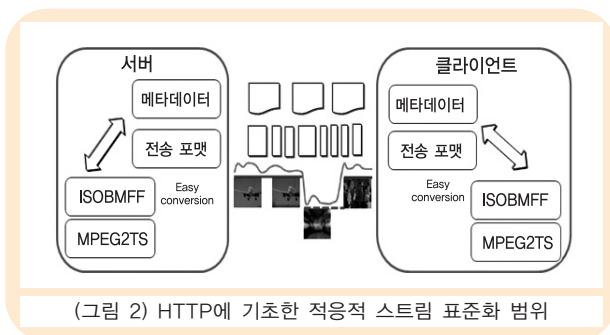 서버
메타데이터
전송 포맷
Easy
conversion
ISOBMFF
MPEG2TS
클라이언트
메타데이터
전송 포맷
Easy
conversion
ISOBMFF
MPEG2TS
(그림 2) HTTP에 기초한 적응적 스트림 표준화 범위